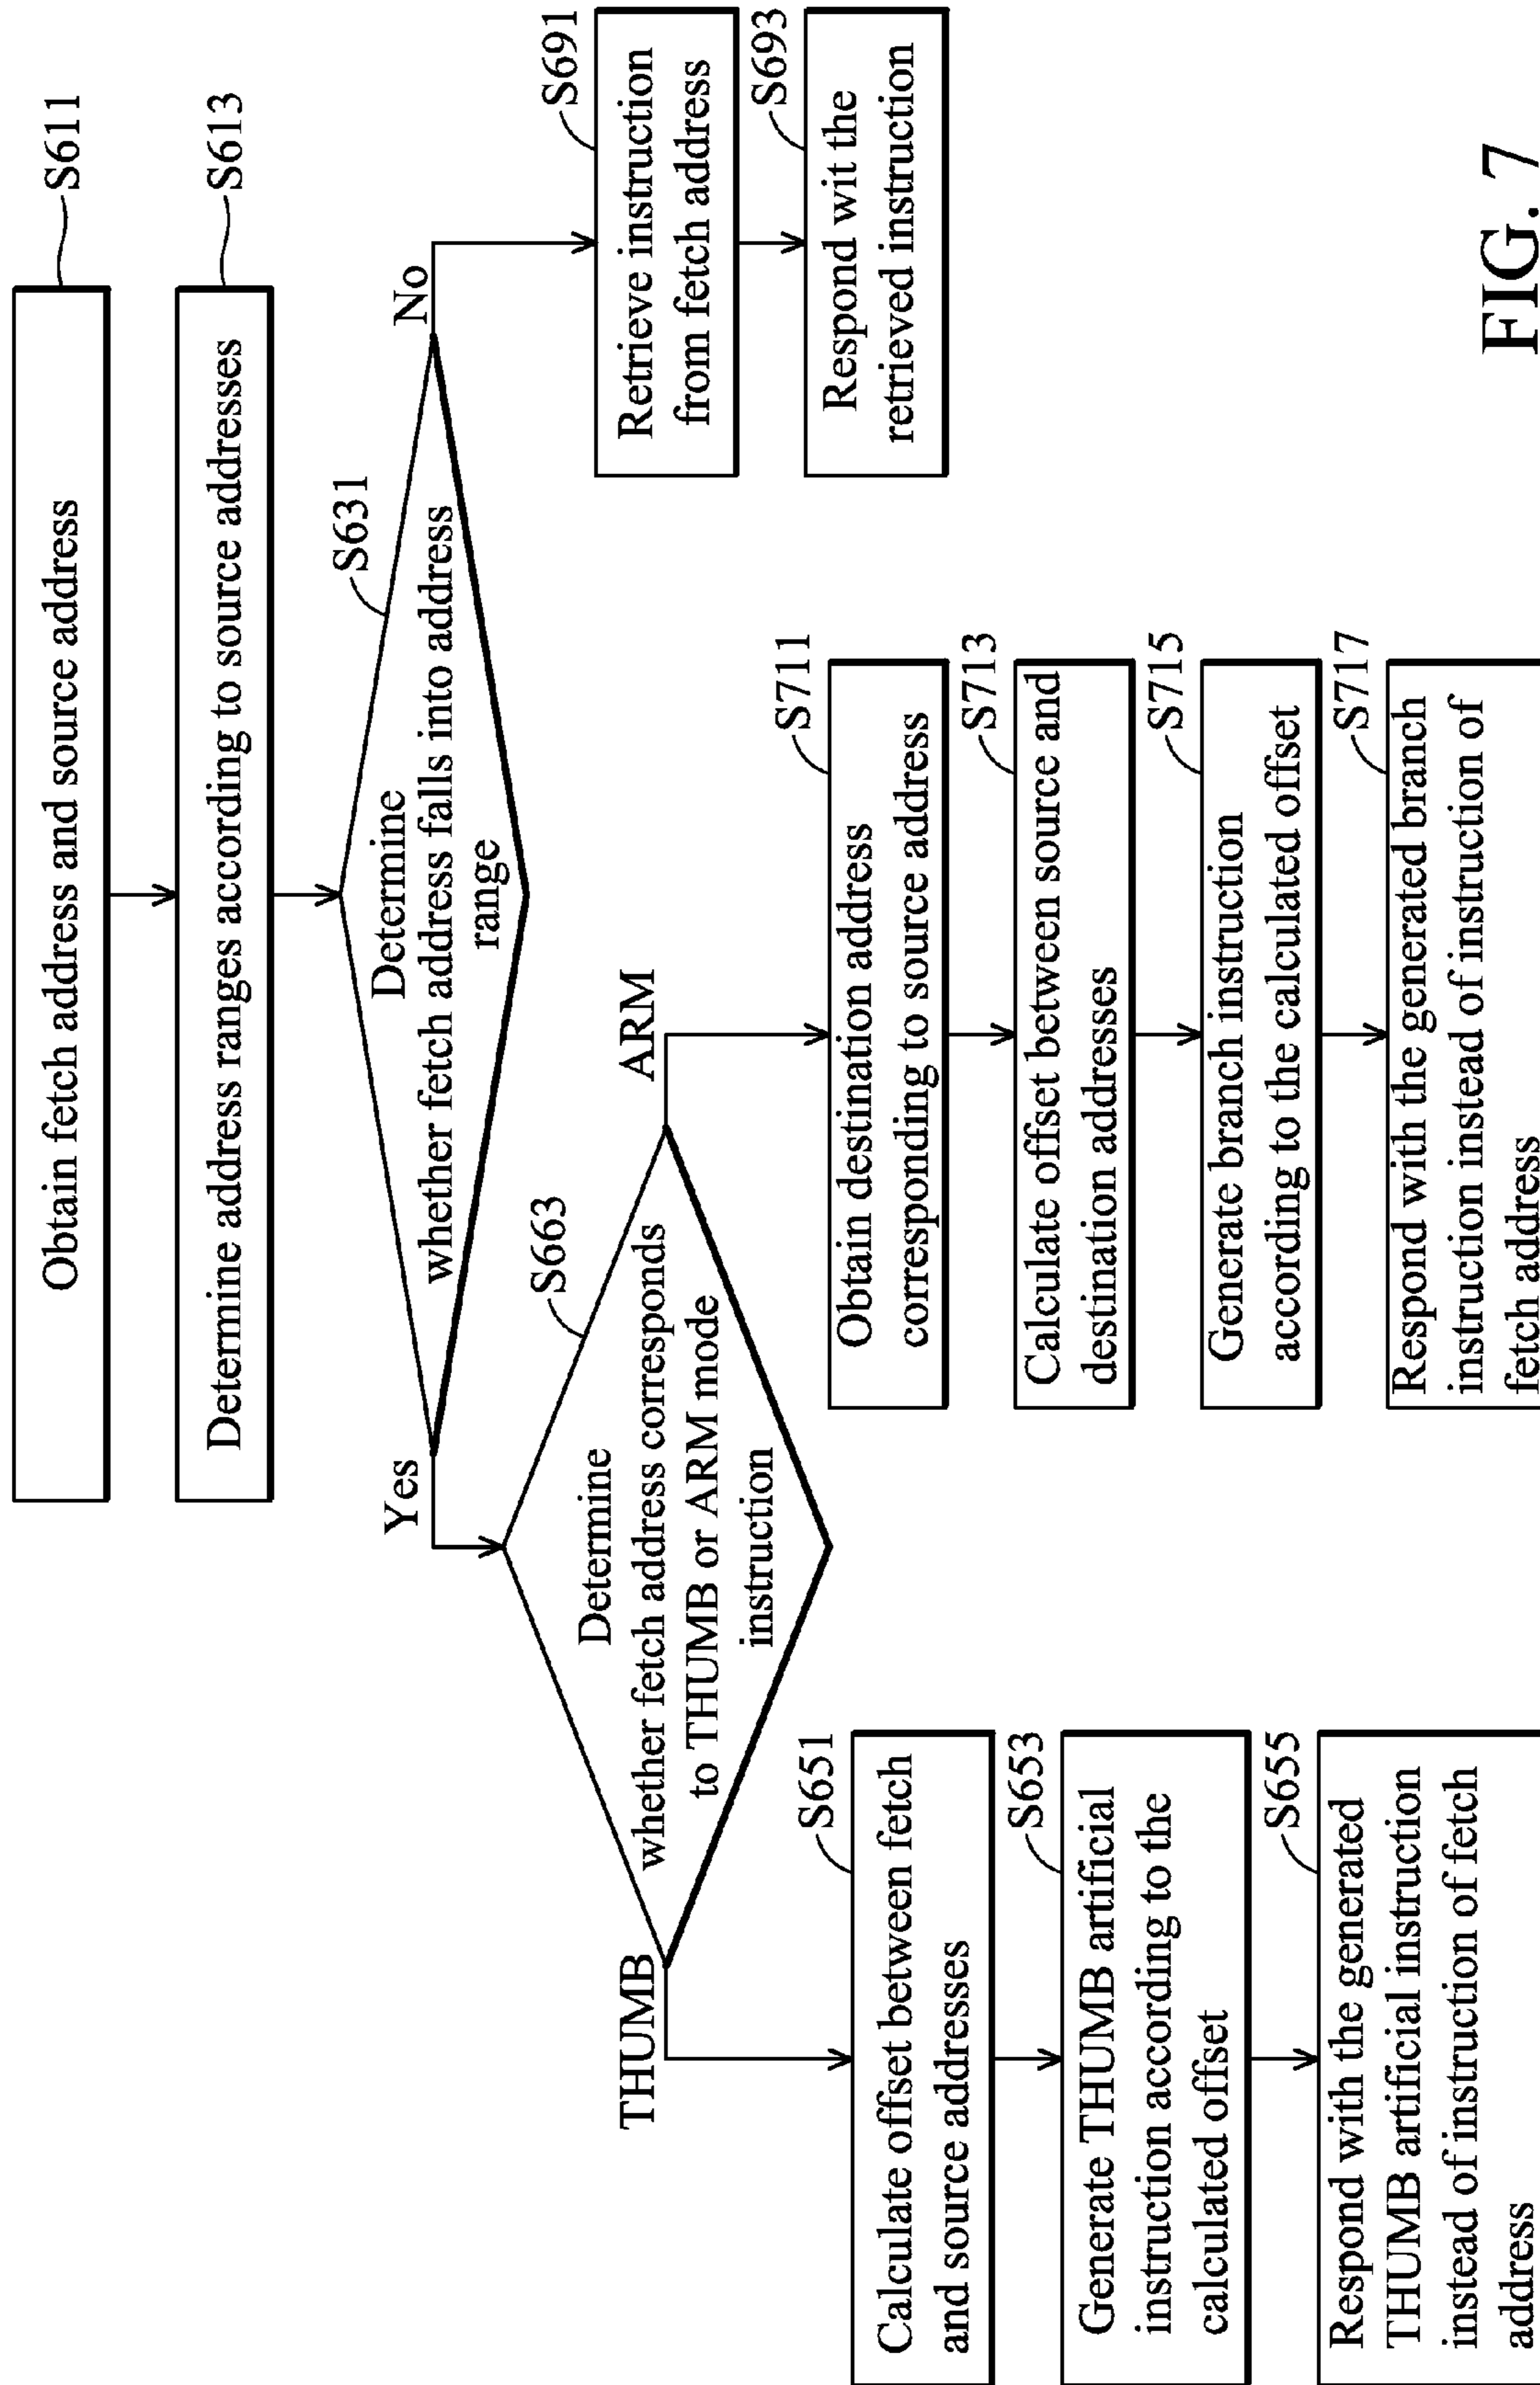 Obtain fetch address and source address
S611
Determine address ranges according to source addresses
S613
Determine
whether fetch address falls into address
range
S631
Yes
No
Retrieve instruction
from fetch address
S691
Respond wit the
retrieved instruction
S693
Determine
whether fetch address corresponds
to THUMB or ARM mode
instruction
S663
THUMB
ARM
Calculate offset between fetch
and source addresses
S651
Generate THUMB artificial
instruction according to the
calculated offset
S653
Respond with the generated
THUMB artificial instruction
instead of instruction of fetch
address
S655
Obtain destination address
corresponding to source address
S711
Calculate offset between source and
destination addresses
S713
Generate branch instruction
according to the calculated offset
S715
Respond with the generated branch
instruction instead of instruction of
fetch address
S717
FIG. 7